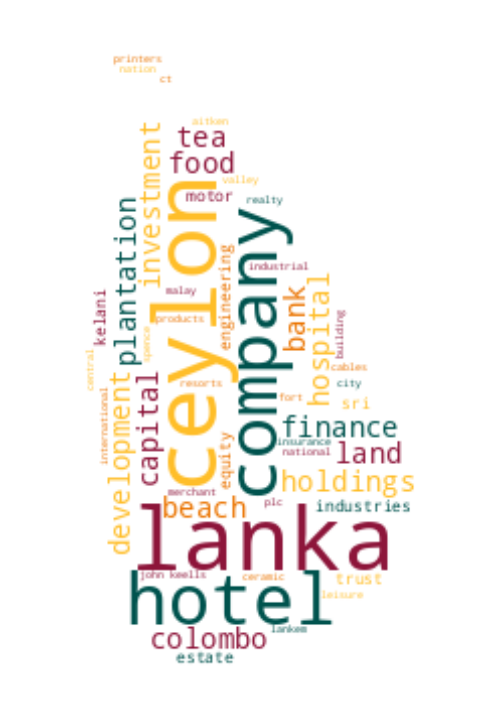 printers
nation
ct
aitken
tea
food
valley
motor
realty
investment
ceylon
plantation
company
engineering
industrial
hospital
bank
malay
kelani
products
building
spence
central
cables
resorts
city
capital
development
international
fort
sri
finance
insurance
national
land
equity
holdings
merchant
beach
plc
industries
lanka
john keells
ceramic
trust
hotel
leisure
lankem
colombo
estate